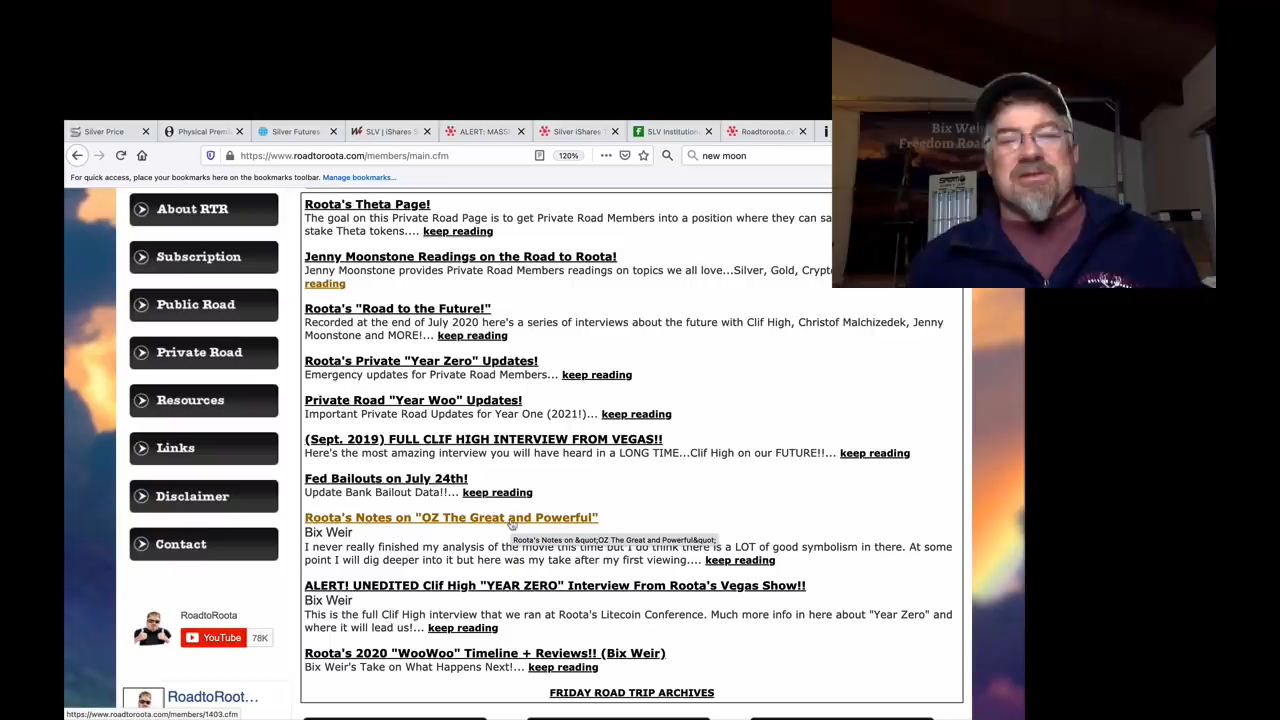 Bix Weir
Freedom Roa
Silver Price
Physical Premi
Silver Futures
SLV | iShares S
ALERT: MASS
Silver iShares T
SLV Institution
Roadtoroota.c
https://www.roadtoroota.com/members/main.cfm
120%
new moon
For quick access, place your bookmarks here on the bookmarks toolbar. Manage bookmarks...
About RTR
Subscription
Public Road
Private Road
Resources
Links
Disclaimer
Contact
RoadtoRoota
YouTube 78K
RoadtoRoot...
Roota's Theta Page!
The goal on this Private Road Page is to get Private Road Members into a position where they can sa
stake Theta tokens.... keep reading
Jenny Moonstone Readings on the Road to Roota!
Jenny Moonstone provides Private Road Members readings on topics we all love...Silver, Gold, Crypt
reading
Roota's "Road to the Future!"
Recorded at the end of July 2020 here's a series of interviews about the future with Clif High, Christof Malchizedek, Jenny
Moonstone and MORE!... keep reading
Roota's Private "Year Zero" Updates!
Emergency updates for Private Road Members... keep reading
Private Road "Year Woo" Updates!
Important Private Road Updates for Year One (2021!)... keep reading
(Sept. 2019) FULL CLIF HIGH INTERVIEW FROM VEGAS!!
Here's the most amazing interview you will have heard in a LONG TIME...Clif High on our FUTURE!!... keep reading
Fed Bailouts on July 24th!
Update Bank Bailout Data!!... keep reading
Roota's Notes on "OZ The Great and Powerful"
Bix Weir
Roota's Notes on &quot;OZ The Great and Powerful&quot;
I never really finished my analysis of the movie this time but I do think there is a LOT of good symbolism in there. At some
point I will dig deeper into it but here was my take after my first viewing.... keep reading
ALERT! UNEDITED Clif High "YEAR ZERO" Interview From Roota's Vegas Show!!
Bix Weir
This is the full Clif High interview that we ran at Roota's Litecoin Conference. Much more info in here about "Year Zero" and
where it will lead us!... keep reading
Roota's 2020 "WooWoo" Timeline + Reviews!! (Bix Weir)
Bix Weir's Take on What Happens Next!... keep reading
FRIDAY ROAD TRIP ARCHIVES
https://www.roadtoroota.com/members/1403.cfm